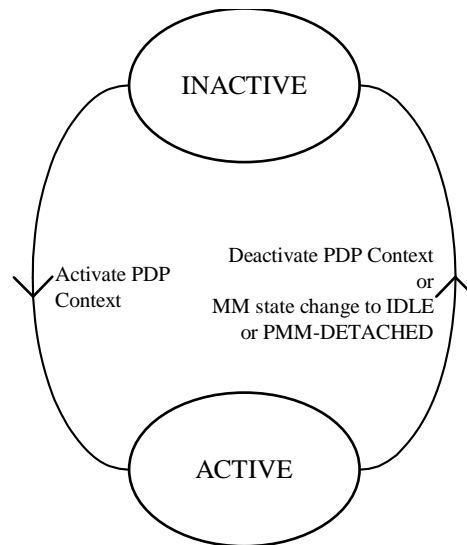 INACTIVE
Activate PDP
Context
Deactivate PDP Context
or
MM state change to IDLE
or PMM-DETACHED
ACTIVE